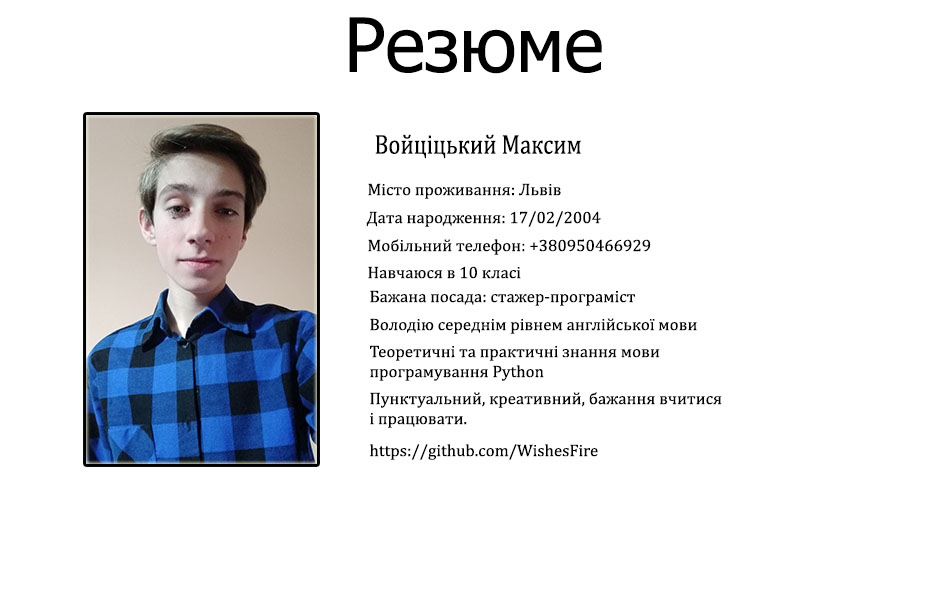 Резюме
Войціцький Максим
Місто проживання: Львів
Дата народження: 17/02/2004
Мобільний телефон: +380950466929
Навчаюся в 10 класі
Бажана посада: стажер-програміст
Володію середнім рівнем англійської мови
Теоретичні та практичні знання мови
програмування Python
Пунктуальний, креативний, бажання вчитися
і працювати.
https://github.com/WishesFire